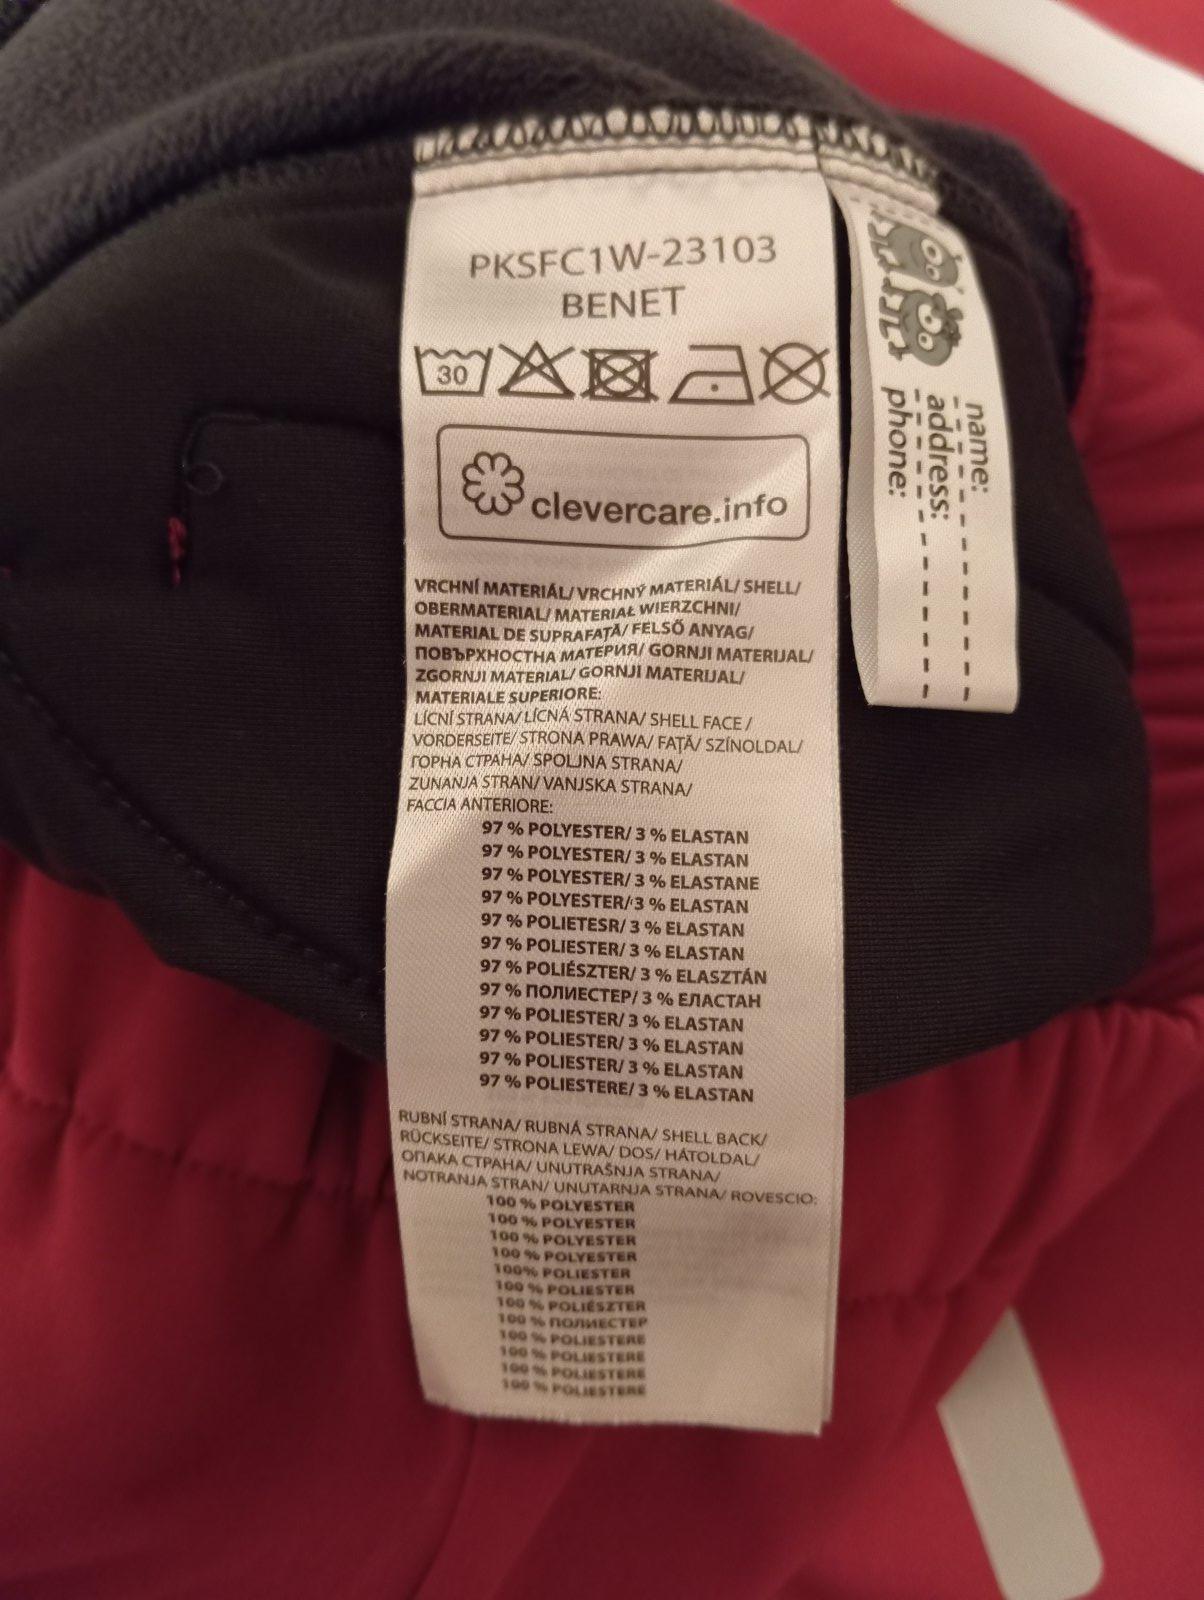 PKSFC1W-23103
BENET
30
clevercare.info
VRCHNÍ MATERIÁL/ VRCHNÝ MATERIÁL/ SHELL/
OBERMATERIAL/ MATERIAŁ WIERZCHNI/
MATERIAL DE SUPRAFAȚĂ/ FELSŐ ANYAG/
ПОВЪРХНОСТНА МАТЕРИЯ/ GORNJI MATERIJAL/
ZGORNJI MATERIAL/ GORNJI MATERIJAL/
MATERIALE SUPERIORE:
LÍCNÍ STRANA/ LÍCNÁ STRANA/ SHELL FACE /
VORDERSEITE/ STRONA PRAWA/ FAȚĂ/ SZÍNOLDAL/
ГОРНА СТРАНА/ SPOLJNA STRANA/
ZUNANJA STRAN/ VANJSKA STRANA/
FACCIA ANTERIORE:
97 % POLYESTER/ 3 % ELASTAN
97 % POLYESTER/ 3 % ELASTAN
97 % POLYESTER/ 3 % ELASTANE
97 % POLYESTER/ 3 % ELASTAN
97 % POLIETESR/ 3 % ELASTAN
97 % POLIESTER/ 3 % ELASTAN
97 % POLIÉSZTER/ 3 % ELASZTÁN
97 % ПОЛИЕСТЕР/ 3 % ЕЛАСТАН
97 % POLIESTER/ 3 % ELASTAN
97 % POLIESTER/ 3 % ELASTAN
97 % POLIESTER/ 3 % ELASTAN
97 % POLIESTERE/ 3 % ELASTAN
RUBNÍ STRANA/ RUBNÁ STRANA/ SHELL BACK/
RÜCKSEITE/ STRONA LEWA/ DOS/ HÁTOLDAL/
ОПАКА СТРАНА/ UNUTRAŠNJA STRANA/
NOTRANJA STRAN/ UNUTARNJA STRANA/ ROVESCIO:
100 % POLYESTER
100 % POLYESTER
100 % POLYESTER
100 % POLYESTER
100% POLIESTER
100 % POLIESTER
100 % POLIÉSZTER
100 % ПОЛИЕСТЕР
100 % POLIESTERE
100 % POLIESTERE
100 % POLIESTERE
100 % POLIESTERE
name:
address:
phone: